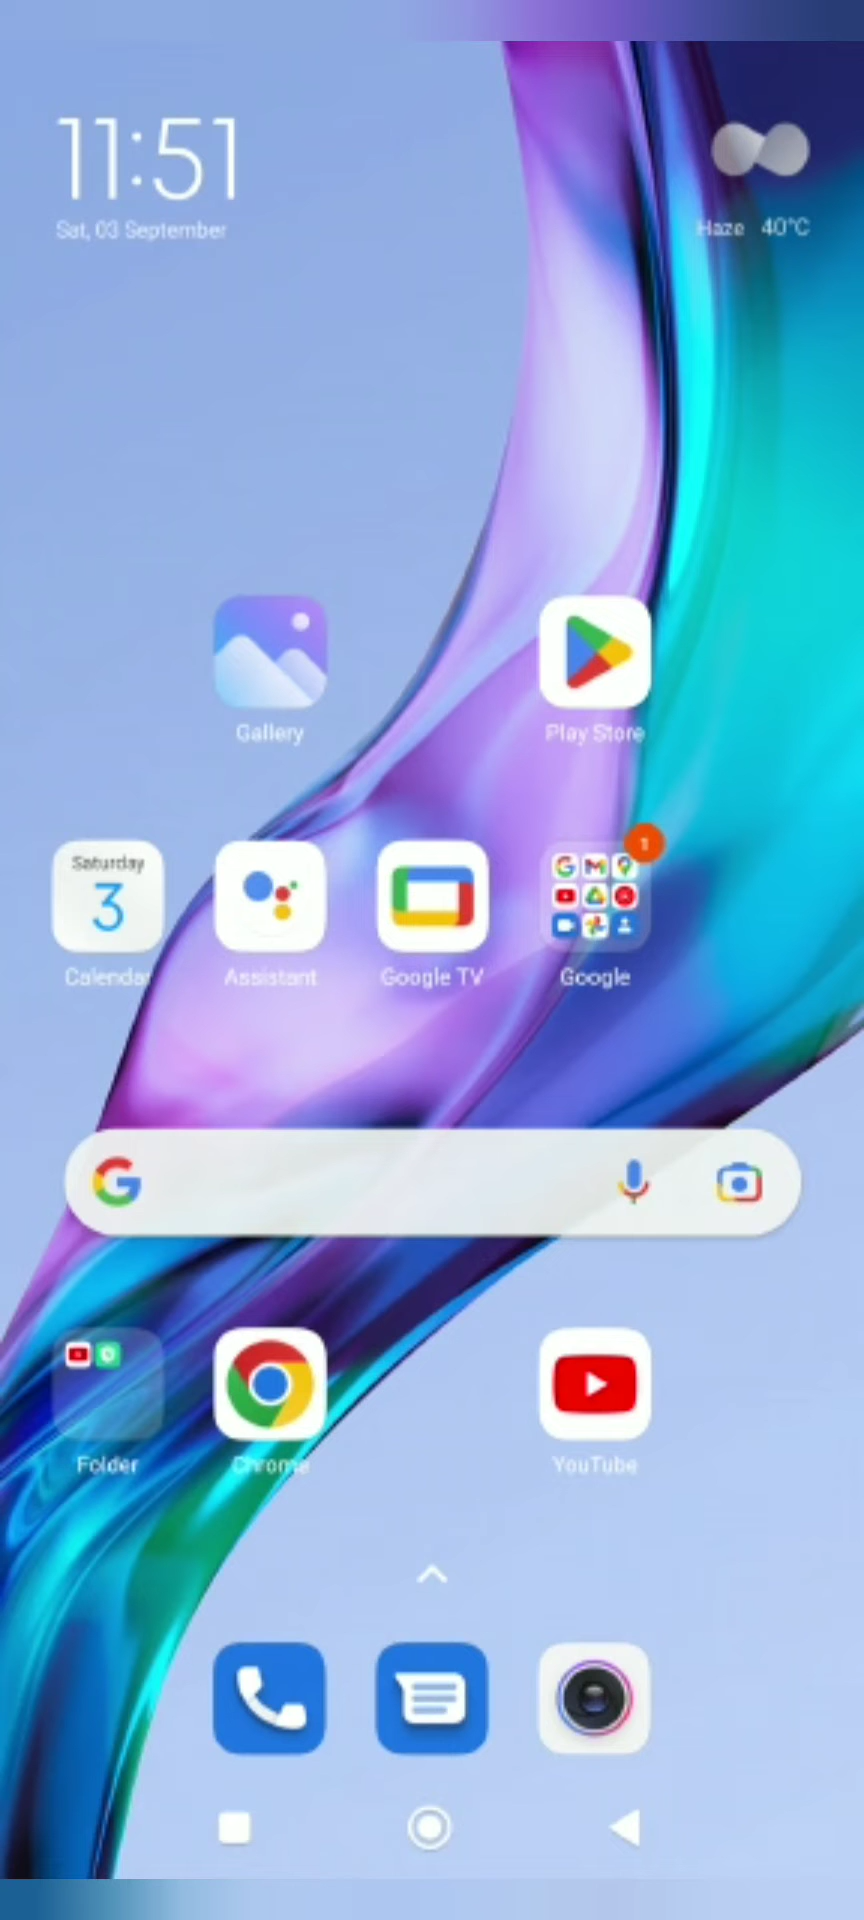 11:51
Sat, 03 September
Haze 40°C
Gallery
Play Store
Saturday
3
1
Calendar
Assistant
Google TV
Google
Folder
Chrome
YouTube